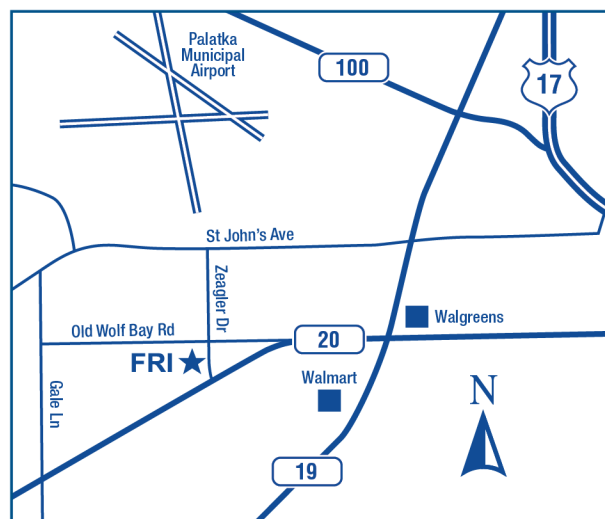 Palatka
Municipal
Airport
100
17
St John's Ave
Zeagler Dr
Walgreens
Old Wolf Bay Rd
20
FRI
Walmart
Gale Ln
N
19